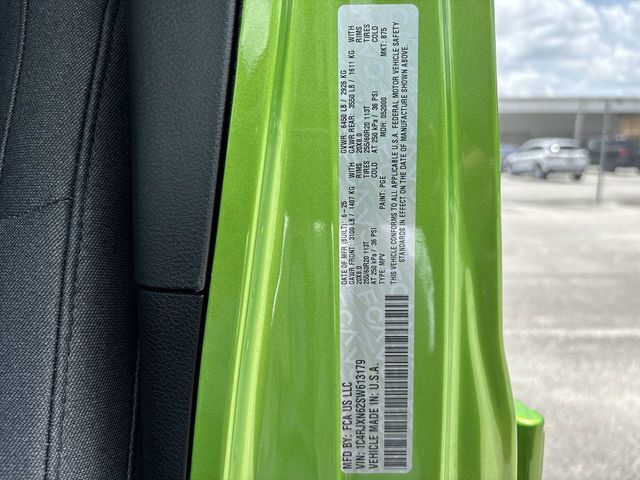 MFD BY: FCA US LLC
DATE OF MFR (BUILT): 6-25 GVWR: 6450 LB / 2926 KG
GAWR FRONT: 3100 LB / 1407 KG WITH GAWR REAR: 3550 LB / 1611 KG WITH
20X8.0 RIMS 20X8.0 RIMS
255/60R20 113T TIRES 255/60R20 113T TIRES
AT 250 kPa / 36 PSI COLD AT 250 kPa / 36 PSI COLD
1C4RJXN62SW613179
TYPE: MPV PAINT: PGE MDH: 052000 MKT: 875
VEHICLE MADE IN: U.S.A.
THIS VEHICLE CONFORMS TO ALL APPLICABLE U.S.A. FEDERAL MOTOR VEHICLE SAFETY
STANDARDS IN EFFECT ON THE DATE OF MANUFACTURE SHOWN ABOVE.